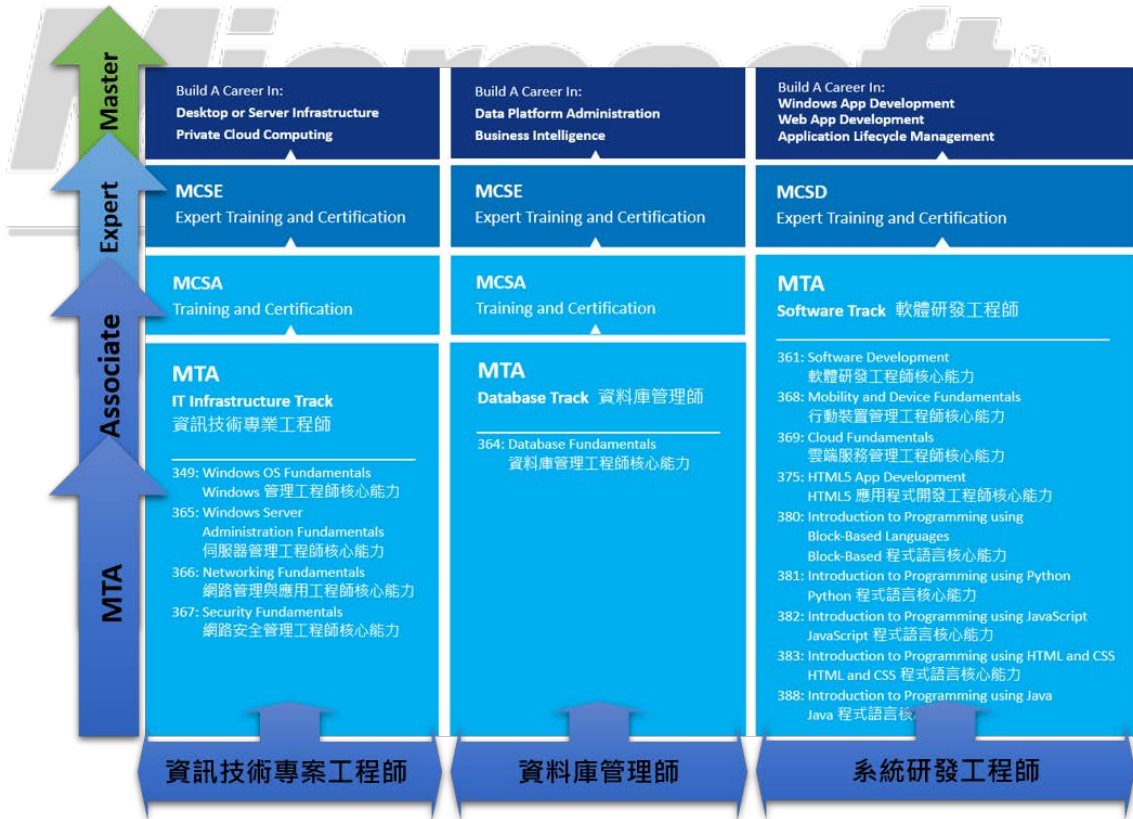 Microsoft
Master
Expert
Associate
MTA
Build A Career In:
Desktop or Server Infrastructure
Private Cloud Computing
MCSE
Expert Training and Certification
MCSA
Training and Certification
MTA
IT Infrastructure Track
資訊技術專業工程師
349: Windows OS Fundamentals
Windows 管理工程師核心能力
365: Windows Server
Administration Fundamentals
伺服器管理工程師核心能力
366: Networking Fundamentals
網路管理與應用工程師核心能力
367: Security Fundamentals
網路安全管理工程師核心能力
資訊技術專案工程師
Build A Career In:
Data Platform Administration
Business Intelligence
MCSE
Expert Training and Certification
MCSA
Training and Certification
MTA
Database Track 資料庫管理師
364: Database Fundamentals
資料庫管理工程師核心能力
資料庫管理師
Build A Career In:
Windows App Development
Web App Development
Application Lifecycle Management
MCSD
Expert Training and Certification
MTA
Software Track 軟體研發工程師
361: Software Development
軟體研發工程師核心能力
368: Mobility and Device Fundamentals
行動裝置管理工程師核心能力
369: Cloud Fundamentals
雲端服務管理工程師核心能力
375: HTML5 App Development
HTML5 應用程式開發工程師核心能力
380: Introduction to Programming using
Block-Based Languages
Block-Based 程式語言核心能力
381: Introduction to Programming using Python
Python 程式語言核心能力
382: Introduction to Programming using JavaScript
JavaScript 程式語言核心能力
383: Introduction to Programming using HTML and CSS
HTML and CSS 程式語言核心能力
388: Introduction to Programming using Java
Java 程式語言核
系統研發工程師